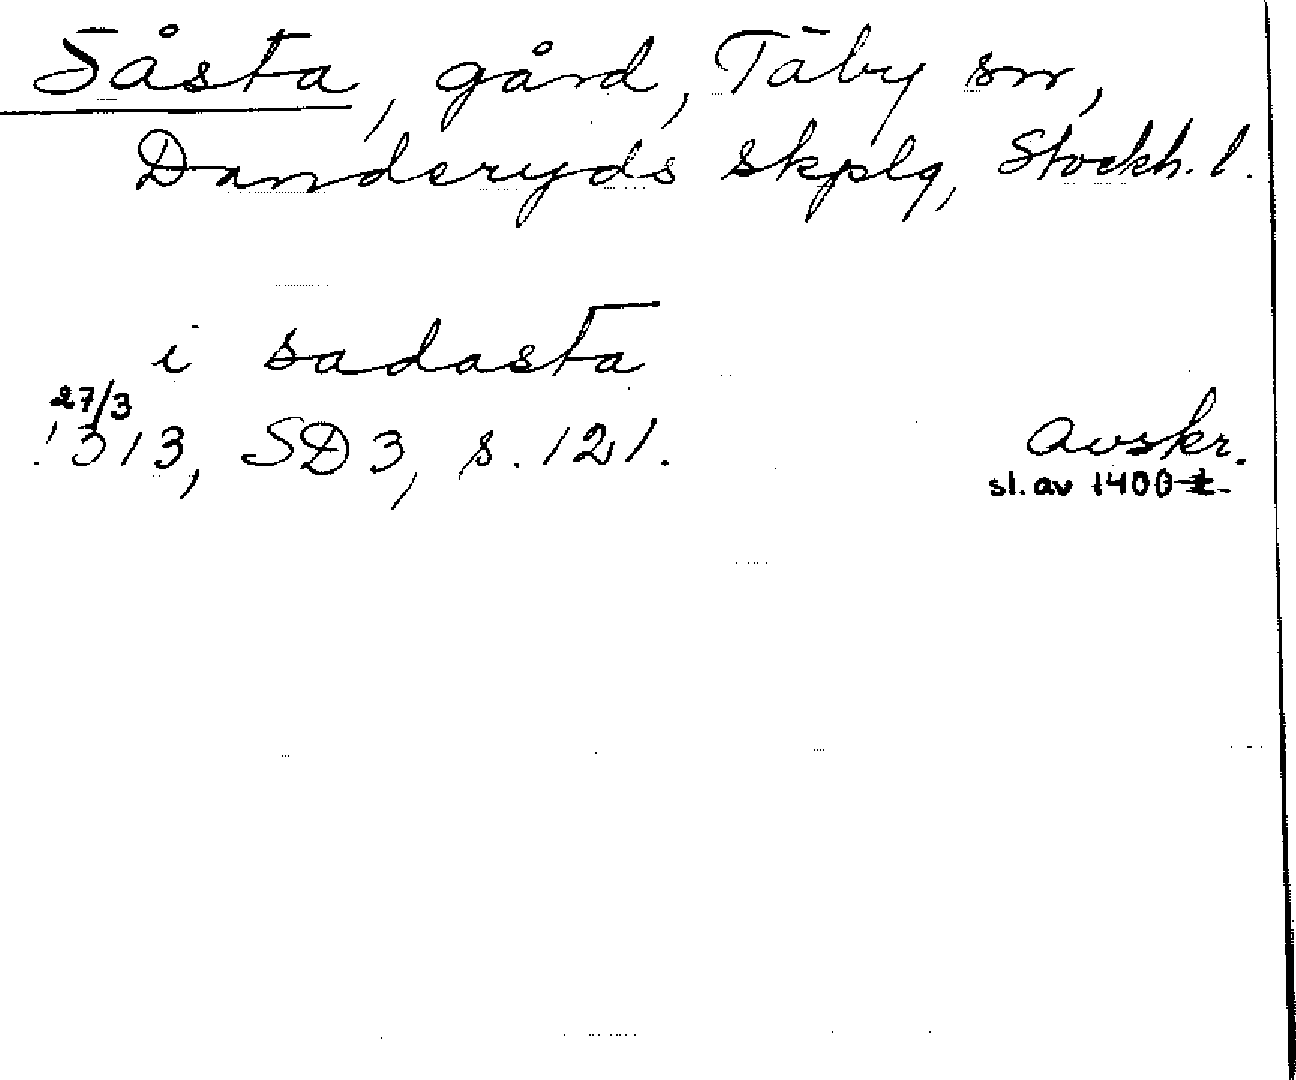 Såsta, gård, Täby sn,
Danderyds skplg, Stockh. l.
i sadasta
27/3
1313, SD 3, s. 121. Avskr.
sl. av 1400-t.